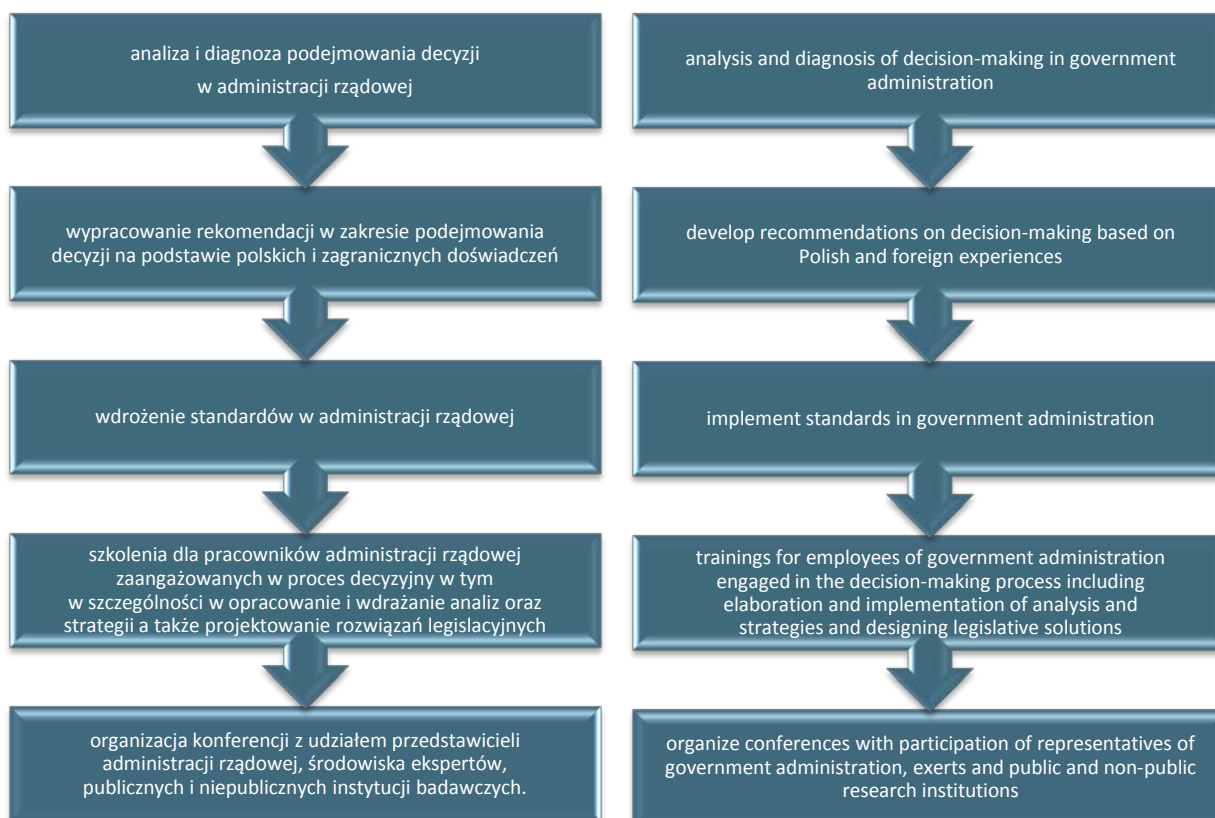 analiza i diagnoza podejmowania decyzji
w administracji rządowej
wypracowanie rekomendacji w zakresie podejmowania
decyzji na podstawie polskich i zagranicznych doświadczeń
wdrożenie standardów w administracji rządowej
szkolenia dla pracowników administracji rządowej
zaangażowanych w proces decyzyjny w tym
w szczególności w opracowanie i wdrażanie analiz oraz
strategii a także projektowanie rozwiązań legislacyjnych
organizacja konferencji z udziałem przedstawicieli
administracji rządowej, środowiska ekspertów,
publicznych i niepublicznych instytucji badawczych.
analysis and diagnosis of decision-making in government
administration
develop recommendations on decision-making based on
Polish and foreign experiences
implement standards in government administration
trainings for employees of government administration
engaged in the decision-making process including
elaboration and implementation of analysis and
strategies and designing legislative solutions
organize conferences with participation of representatives of
government administration, exerts and public and non-public
research institutions